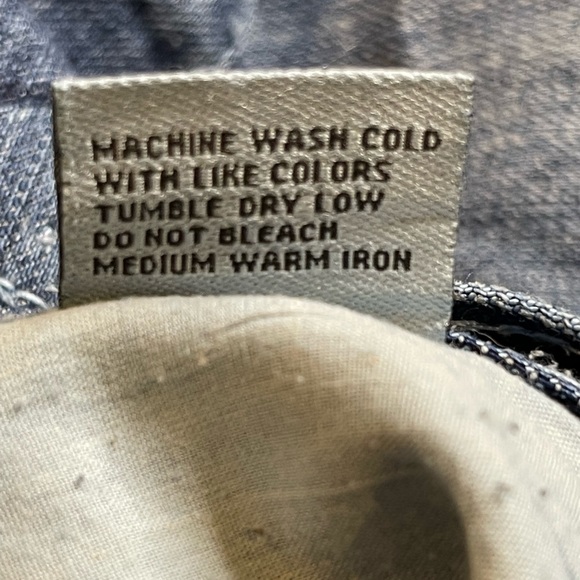 MACHINE WASH COLD
WITH LIKE COLORS
TUMBLE DRY LOW
DO NOT BLEACH
MEDIUM WARM IRON